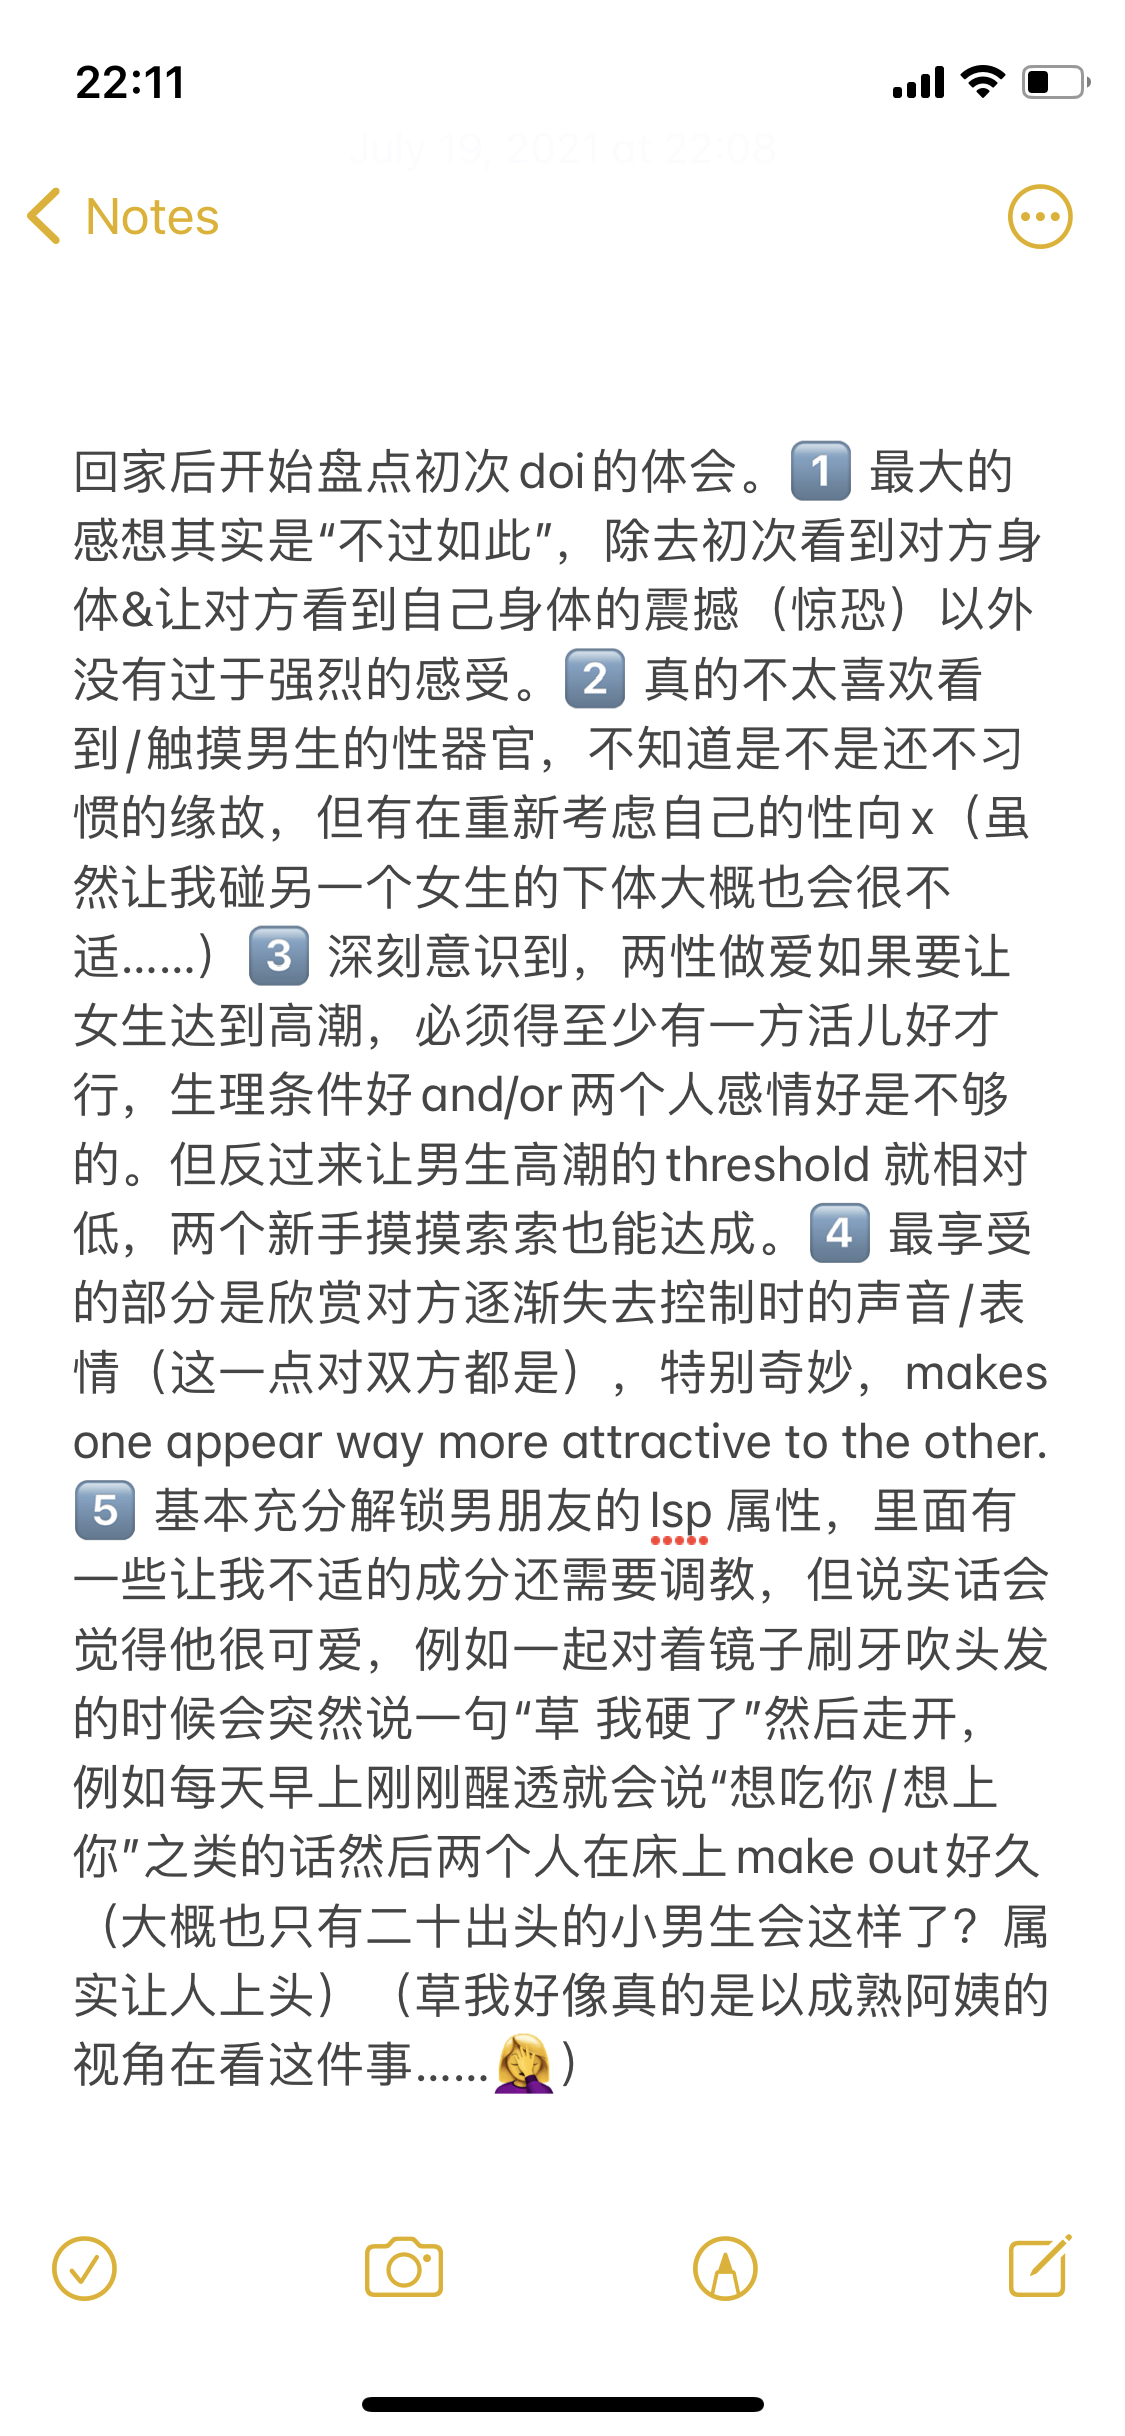 22:11
July 19, 2021 at 22:08
Notes
回家后开始盘点初次doi的体会。1️⃣ 最大的
感想其实是“不过如此”，除去初次看到对方身
体&让对方看到自己身体的震撼（惊恐）以外
没有过于强烈的感受。2️⃣ 真的不太喜欢看
到/触摸男生的性器官，不知道是不是还不习
惯的缘故，但有在重新考虑自己的性向x（虽
然让我碰另一个女生的下体大概也会很不
适……）3️⃣ 深刻意识到，两性做爱如果要让
女生达到高潮，必须得至少有一方活儿好才
行，生理条件好and/or两个人感情好是不够
的。但反过来让男生高潮的threshold 就相对
低，两个新手摸摸索索也能达成。4️⃣ 最享受
的部分是欣赏对方逐渐失去控制时的声音/表
情（这一点对双方都是），特别奇妙，makes
one appear way more attractive to the other.
5️⃣ 基本充分解锁男朋友的lsp 属性，里面有
一些让我不适的成分还需要调教，但说实话会
觉得他很可爱，例如一起对着镜子刷牙吹头发
的时候会突然说一句“草 我硬了”然后走开，
例如每天早上刚刚醒透就会说“想吃你/想上
你”之类的话然后两个人在床上make out好久
（大概也只有二十出头的小男生会这样了？属
实让人上头）（草我好像真的是以成熟阿姨的
视角在看这件事……🤦‍♀️）